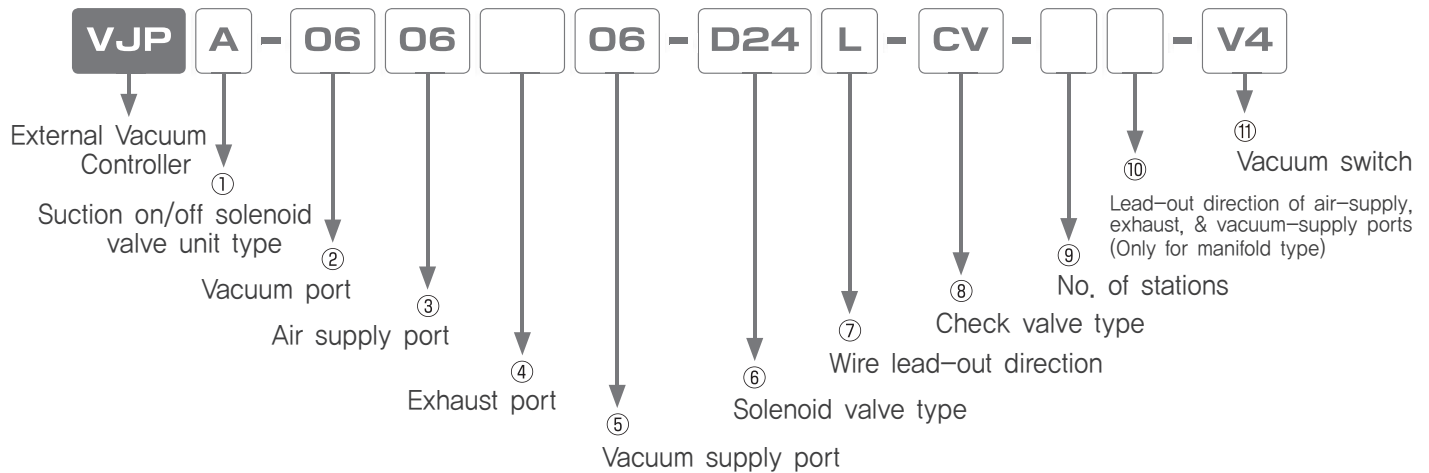 VJP A - 06 06 06 - D24 L - CV - - V4
External Vacuum
Controller
①
Suction on/off solenoid
valve unit type
②
Vacuum port
③
Air supply port
④
Exhaust port
⑤
Vacuum supply port
⑥
Solenoid valve type
⑦
Wire lead-out direction
⑧
Check valve type
⑨
No. of stations
⑩
Lead-out direction of air-supply,
exhaust, & vacuum-supply ports
(Only for manifold type)
⑪
Vacuum switch